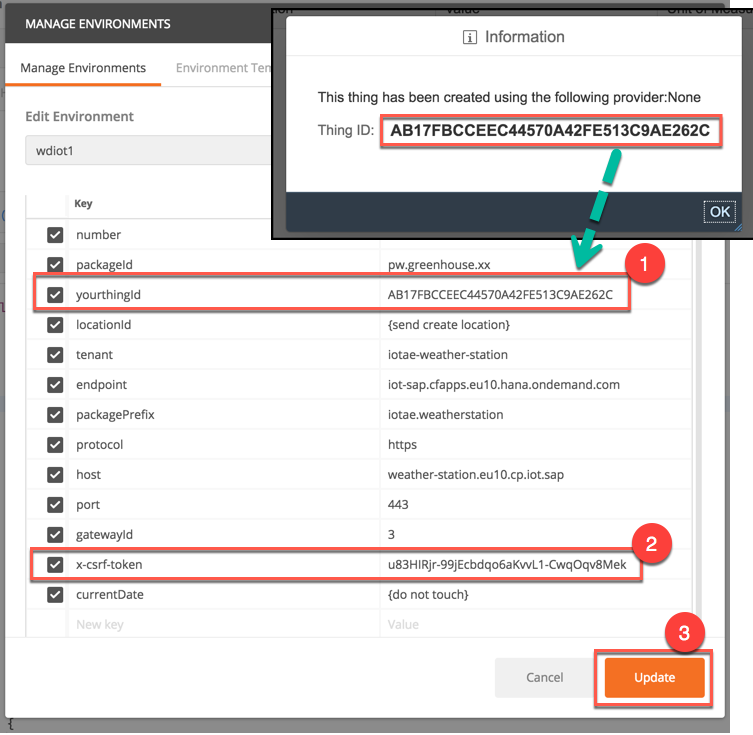 MANAGE ENVIRONMENTS
Manage Environments
Environment Tem
Edit Environment
wdiot1
Information
This thing has been created using the following provider:None
Thing ID: AB17FBCCEEC44570A42FE513C9AE262C
OK
Key
number
packageId pw.greenhouse.xx
1
yourthingId AB17FBCCEEC44570A42FE513C9AE262C
locationId {send create location}
tenant iotae-weather-station
endpoint iot-sap.cfapps.eu10.hana.ondemand.com
packagePrefix iotae.weatherstation
protocol https
host weather-station.eu10.cp.iot.sap
port 443
gatewayId 3
2
x-csrf-token u83HIRjr-99jEcbdqo6aKvvL1-CwqOqv8Mek
currentDate {do not touch}
New key Value
3
Cancel Update
{